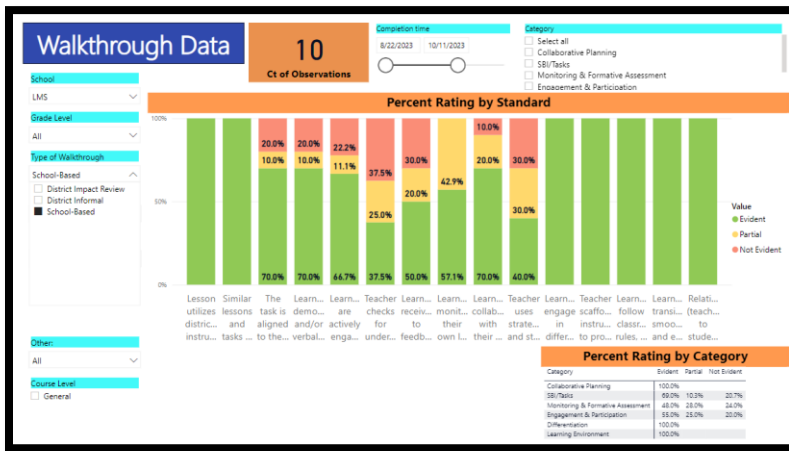 Walkthrough Data
10
Ct of Observations
Completion time
8/22/2023 10/11/2023
Category
Select all
Collaborative Planning
SBI/Tasks
Monitoring & Formative Assessment
Engagement & Participation
School
LMS
Grade Level
All
Type of Walkthrough
School-Based
District Impact Review
District Informal
School-Based
Other:
All
Course Level
General
Percent Rating by Standard
100%
50%
0%
20.0% 20.0% 22.2% 37.5% 30.0% 10.0% 30.0%
10.0% 10.0% 11.1% 25.0% 20.0% 42.9% 20.0% 30.0%
70.0% 70.0% 66.7% 37.5% 50.0% 57.1% 70.0% 40.0%
Lesson Similar The Learn... Learn... Teacher Learn... Learn... Learn... Teacher Learn... Teacher Learn... Learn... Relati...
utilizes lessons task is demo... are checks receiv... monit... collab... uses engage scaffo... follow transi... (teach...
distric... and aligned and/or actively for to their with strate... in instru... classr... smoo... to
instru... tasks ... to the... verbal... enga... under... feedb... own l... their ... and st... differ... to pro... rules, ... and e... stude...
Value
Evident
Partial
Not Evident
Percent Rating by Category
Category Evident Partial Not Evident
Collaborative Planning 100.0%
SBI/Tasks 69.0% 10.3% 20.7%
Monitoring & Formative Assessment 48.0% 28.0% 24.0%
Engagement & Participation 55.0% 25.0% 20.0%
Differentiation 100.0%
Learning Environment 100.0%